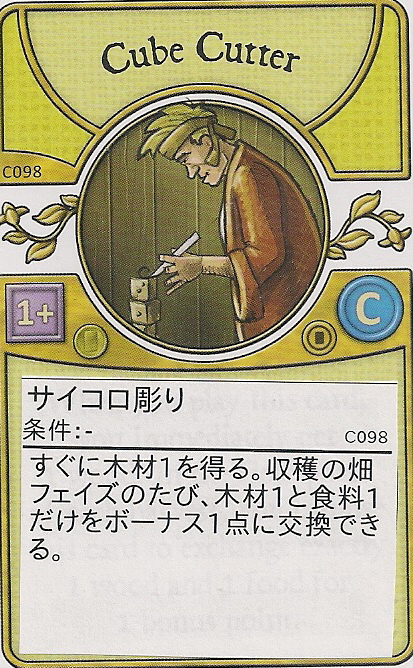 Cube Cutter
C098
1+
C
サイコロ彫り
条件:-
C098
すぐに木材1を得る。収穫の畑
フェイズのたび、木材1と食料1
だけをボーナス1点に交換でき
る。